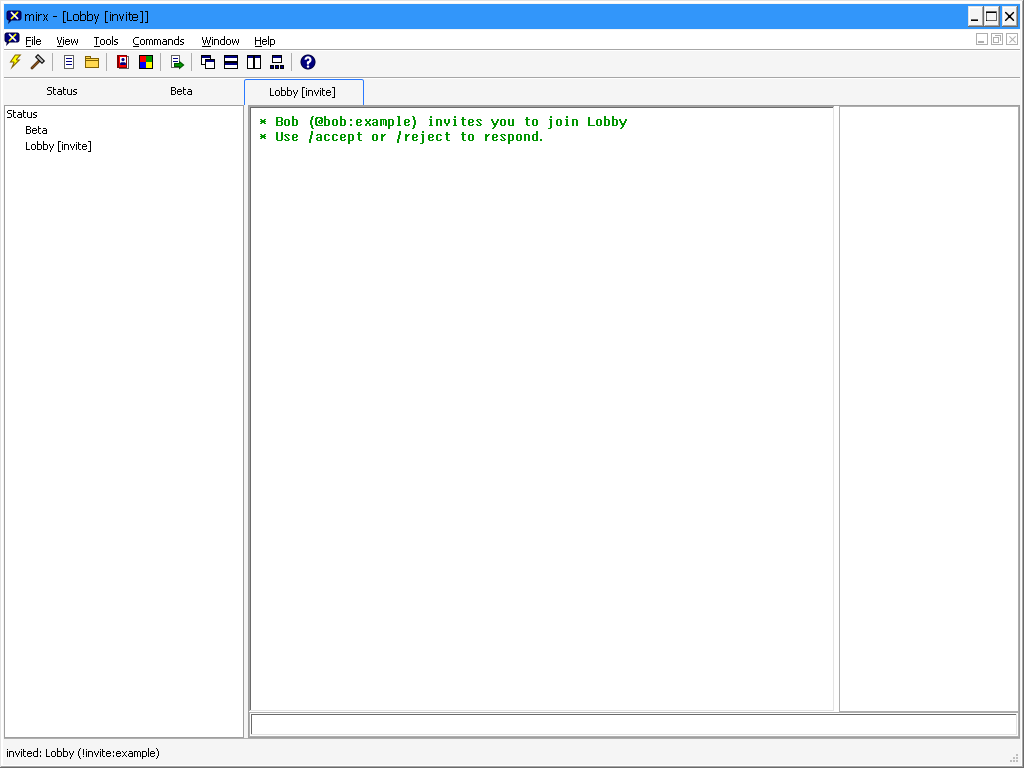 mirx - [Lobby [invite]]
File View Tools Commands Window Help
Status Beta Lobby [invite]
Status
Beta
Lobby [invite]
* Bob (@bob:example) invites you to join Lobby
* Use /accept or /reject to respond.
invited: Lobby (!invite:example)